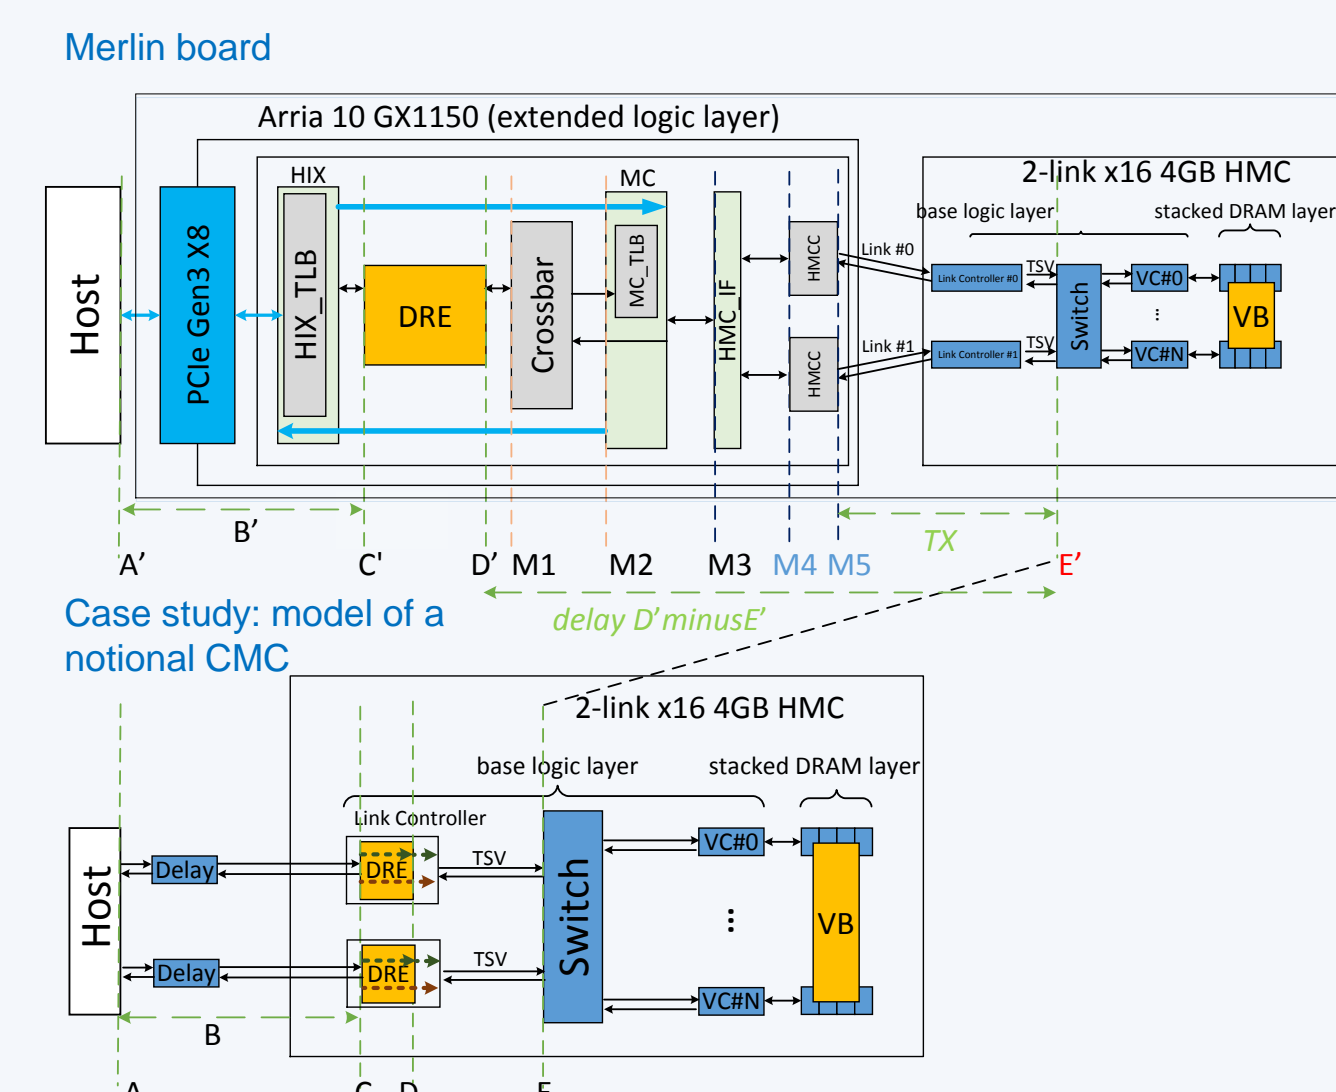 Merlin board
Arria 10 GX1150 (extended logic layer)
HIX
MC
2-link x16 4GB HMC
base logic layer
stacked DRAM layer
Host
PCIe Gen3 X8
HIX_TLB
DRE
Crossbar
MC_TLB
HMC_IF
HMCC
HMCC
Link #0
Link #1
Link Controller #0
Link Controller #1
TSV
TSV
Switch
VC#0
...
VC#N
VB
B’
TX
A’
C'
D’
M1
M2
M3
M4
M5
E’
delay D’minusE’
Case study: model of a
notional CMC
2-link x16 4GB HMC
base logic layer
stacked DRAM layer
Link Controller
Host
Delay
Delay
DRE
DRE
TSV
TSV
Switch
VC#0
...
VC#N
VB
B
A
C
D
E